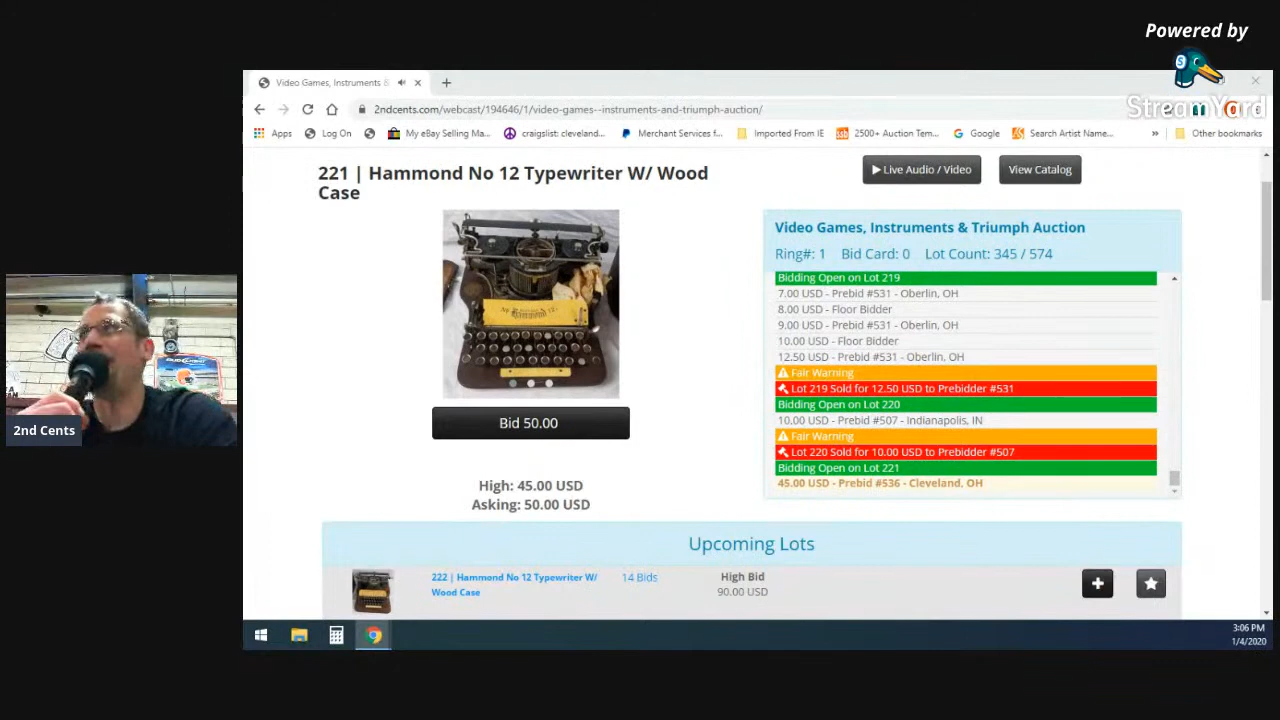 Powered by
StreamYard
Video Games, Instruments &
2ndcents.com/webcast/194646/1/video-games--instruments-and-triumph-auction/
Apps
Log On
My eBay Selling Ma...
craigslist: cleveland...
Merchant Services f...
Imported From IE
2500+ Auction Tem...
Google
Search Artist Name...
Other bookmarks
221 | Hammond No 12 Typewriter W/ Wood
Case
Live Audio / Video
View Catalog
Bid 50.00
High: 45.00 USD
Asking: 50.00 USD
Video Games, Instruments & Triumph Auction
Ring#: 1 Bid Card: 0 Lot Count: 345 / 574
Bidding Open on Lot 219
7.00 USD - Prebid #531 - Oberlin, OH
8.00 USD - Floor Bidder
9.00 USD - Prebid #531 - Oberlin, OH
10.00 USD - Floor Bidder
12.50 USD - Prebid #531 - Oberlin, OH
Fair Warning
Lot 219 Sold for 12.50 USD to Prebidder #531
Bidding Open on Lot 220
10.00 USD - Prebid #507 - Indianapolis, IN
Fair Warning
Lot 220 Sold for 10.00 USD to Prebidder #507
Bidding Open on Lot 221
45.00 USD - Prebid #536 - Cleveland, OH
2nd Cents
Upcoming Lots
222 | Hammond No 12 Typewriter W/
Wood Case
14 Bids
High Bid
90.00 USD
3:06 PM
1/4/2020